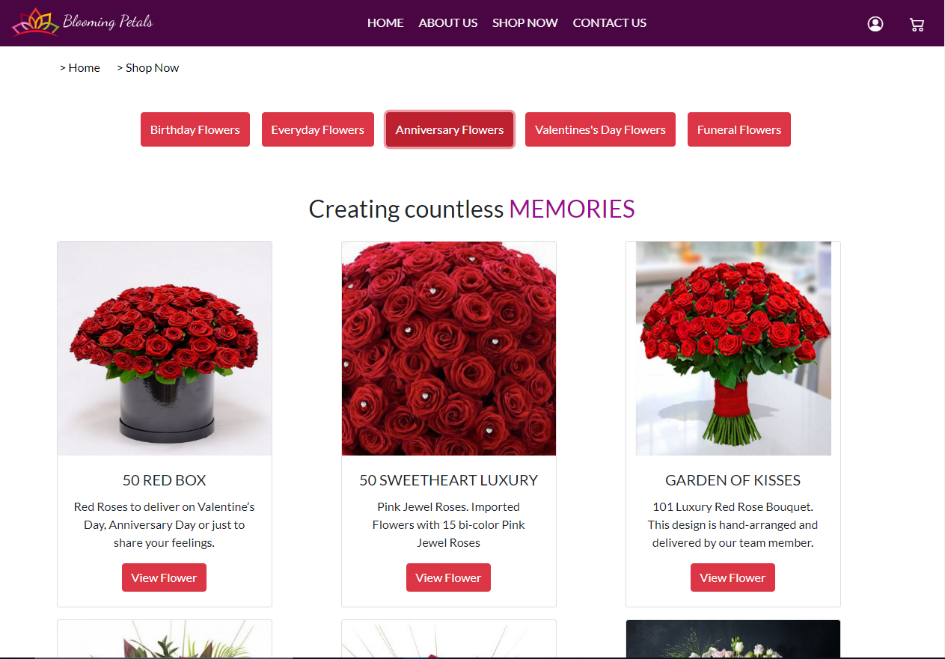 Blooming Petals
HOME ABOUT US SHOP NOW CONTACT US
> Home > Shop Now
Birthday Flowers Everyday Flowers Anniversary Flowers Valentine's Day Flowers Funeral Flowers
Creating countless MEMORIES
50 RED BOX
Red Roses to deliver on Valentine's
Day, Anniversary Day or just to
share your feelings.
View Flower
50 SWEETHEART LUXURY
Pink Jewel Roses. Imported
Flowers with 15 bi-color Pink
Jewel Roses
View Flower
GARDEN OF KISSES
101 Luxury Red Rose Bouquet.
This design is hand-arranged and
delivered by our team member.
View Flower